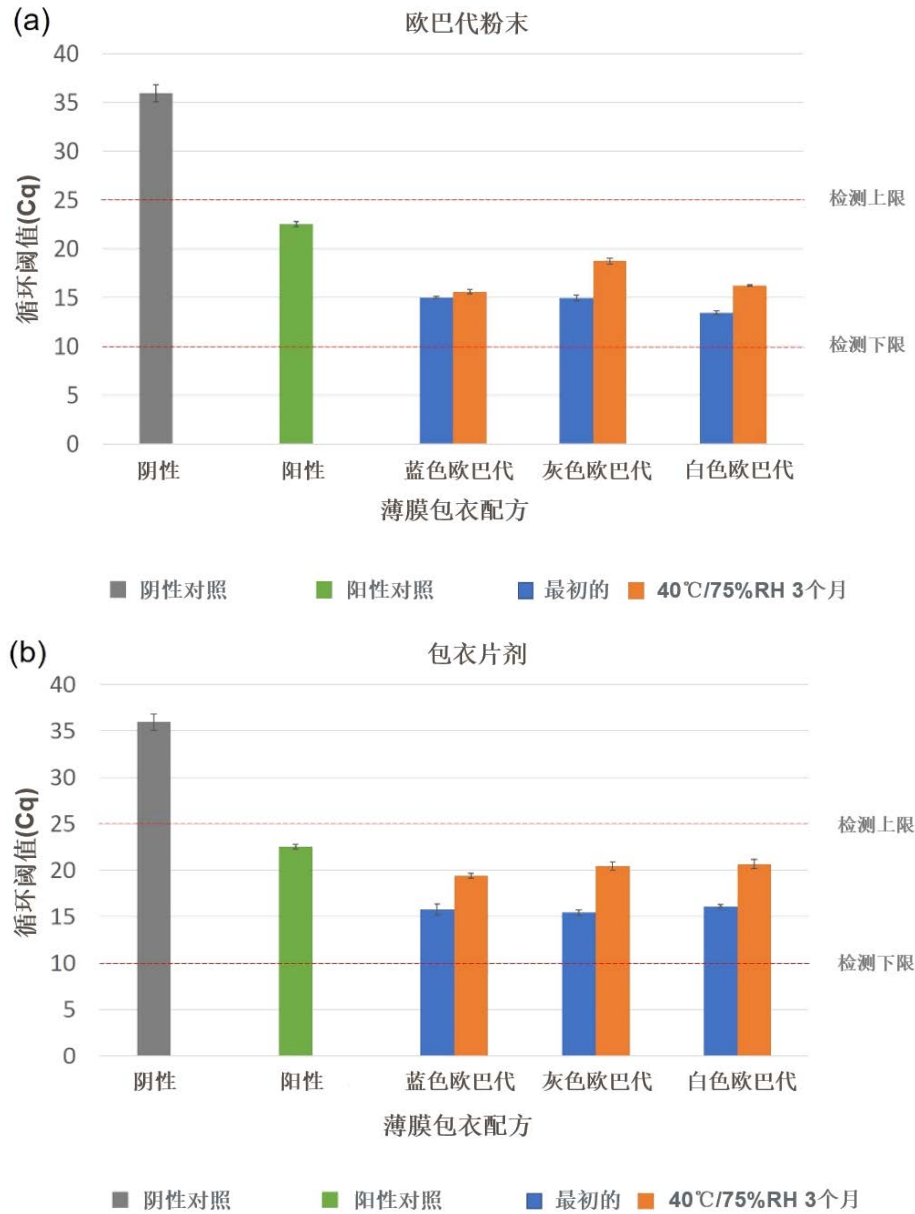 (a)
欧巴代粉末
40
35
30
25
20
15
10
5
0
循环阈值(Cq)
检测上限
检测下限
阴性 阳性 蓝色欧巴代 灰色欧巴代 白色欧巴代
薄膜包衣配方
阴性对照 阳性对照 最初的 40℃/75%RH 3个月
(b)
包衣片剂
40
35
30
25
20
15
10
5
0
循环阈值(Cq)
检测上限
检测下限
阴性 阳性 蓝色欧巴代 灰色欧巴代 白色欧巴代
薄膜包衣配方
阴性对照 阳性对照 最初的 40℃/75%RH 3个月